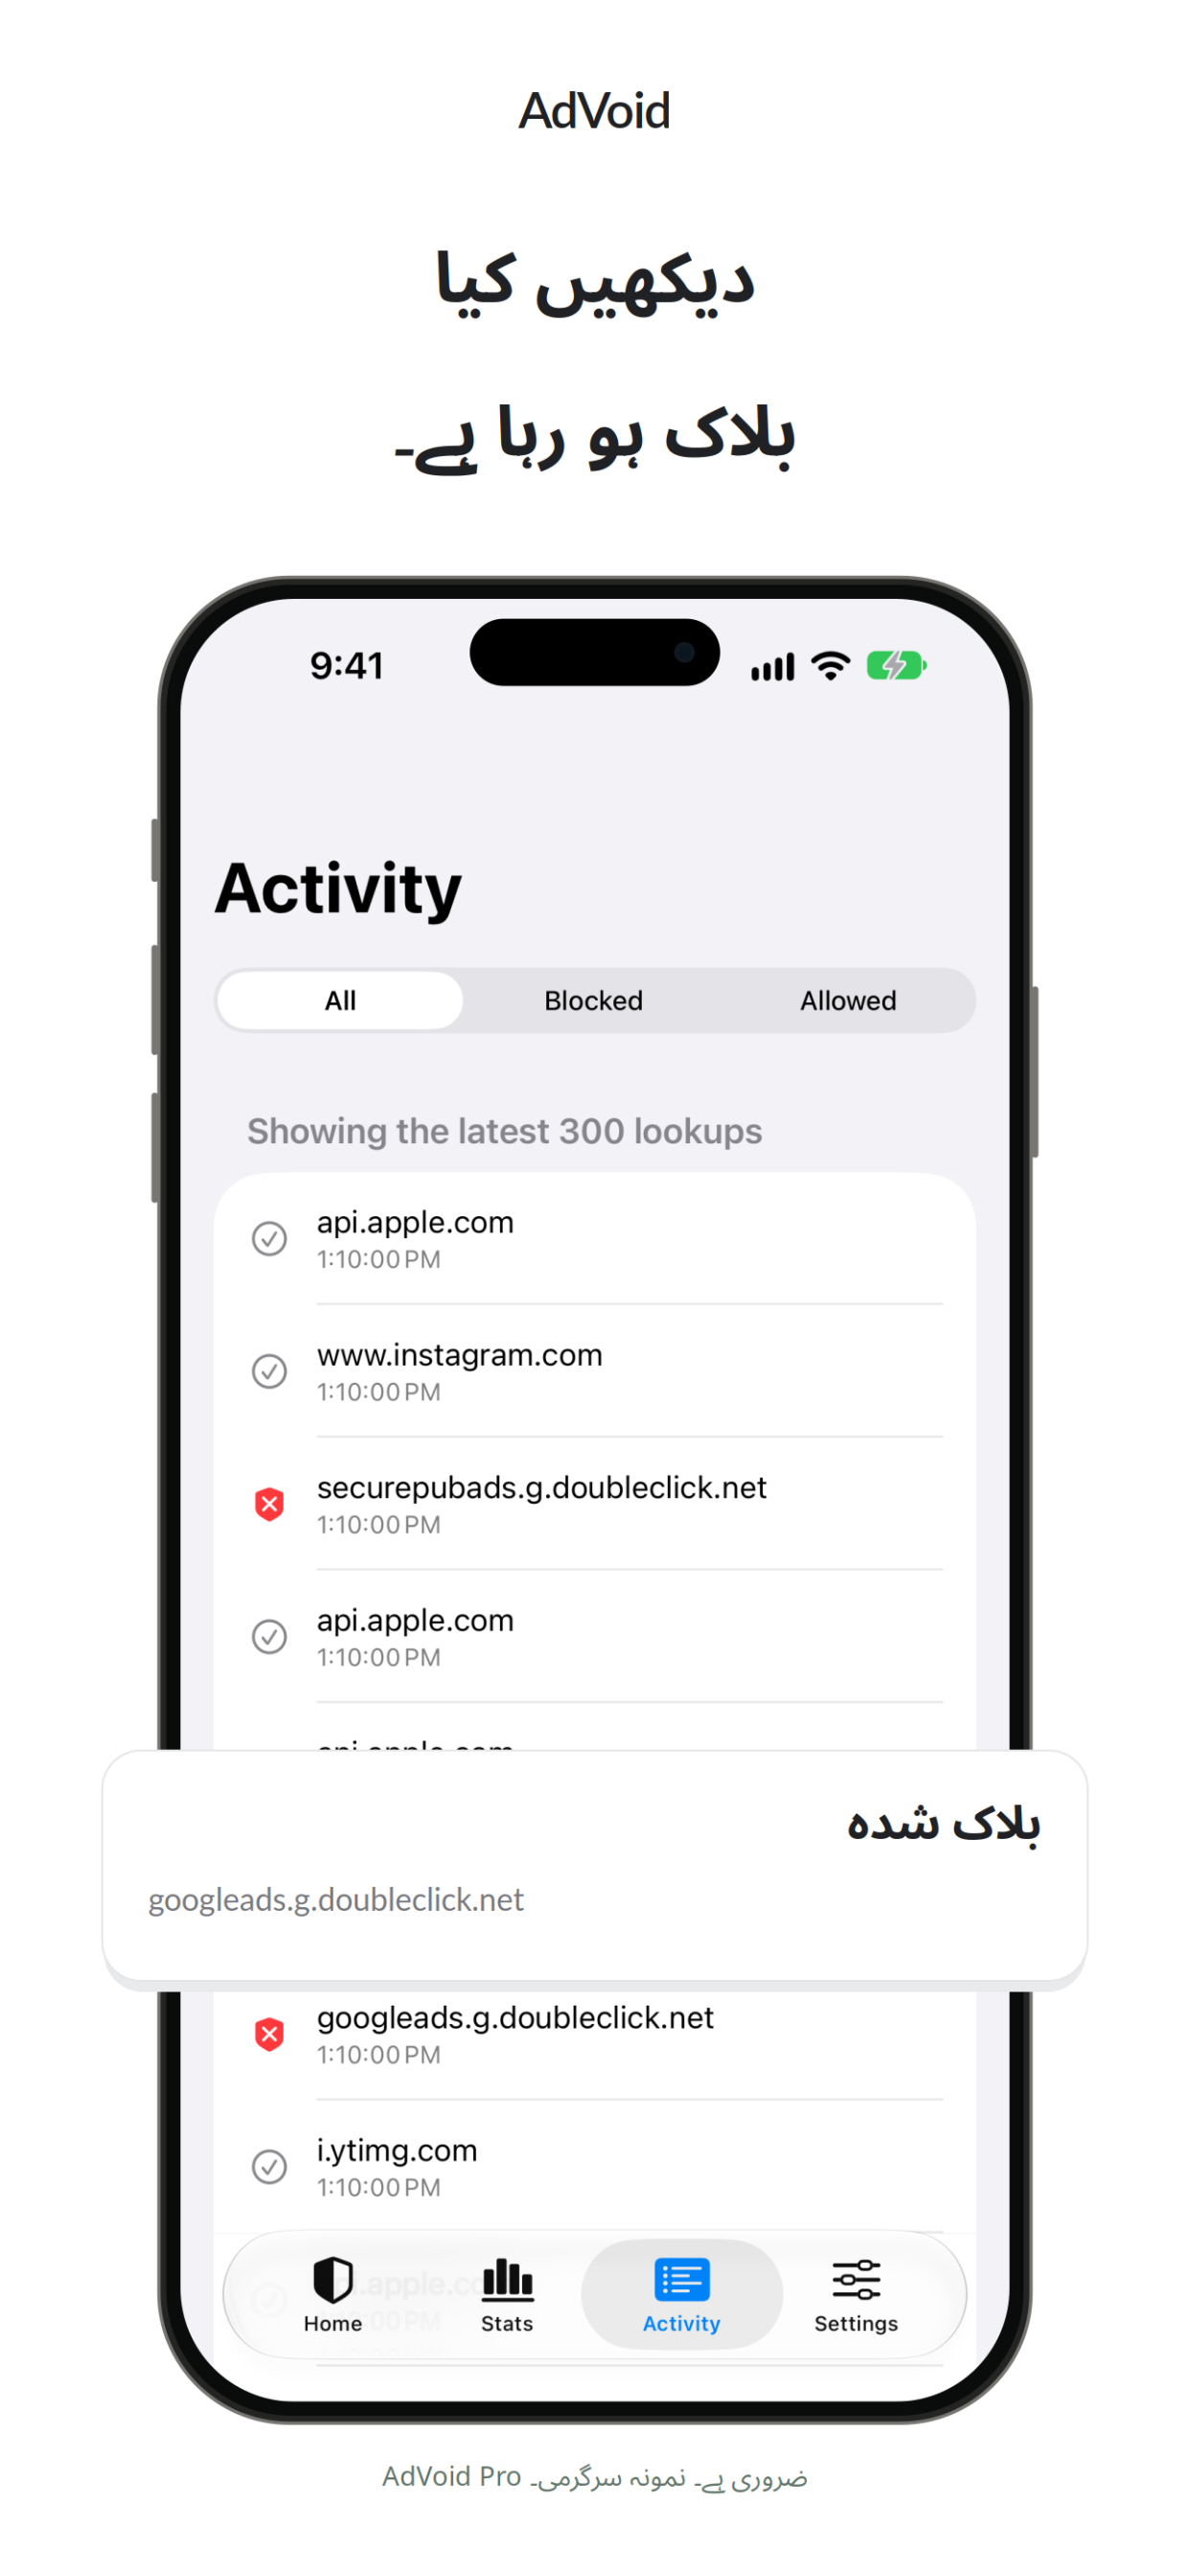 AdVoid
دیکھیں کیا
بلاک ہو رہا ہے۔
9:41
Activity
All Blocked Allowed
Showing the latest 300 lookups
api.apple.com
1:10:00 PM
www.instagram.com
1:10:00 PM
securepubads.g.doubleclick.net
1:10:00 PM
api.apple.com
1:10:00 PM
api.apple.com
بلاک شدہ
googleads.g.doubleclick.net
googleads.g.doubleclick.net
1:10:00 PM
i.ytimg.com
1:10:00 PM
Home Stats Activity Settings
AdVoid Pro ضروری ہے۔ نمونہ سرگرمی۔